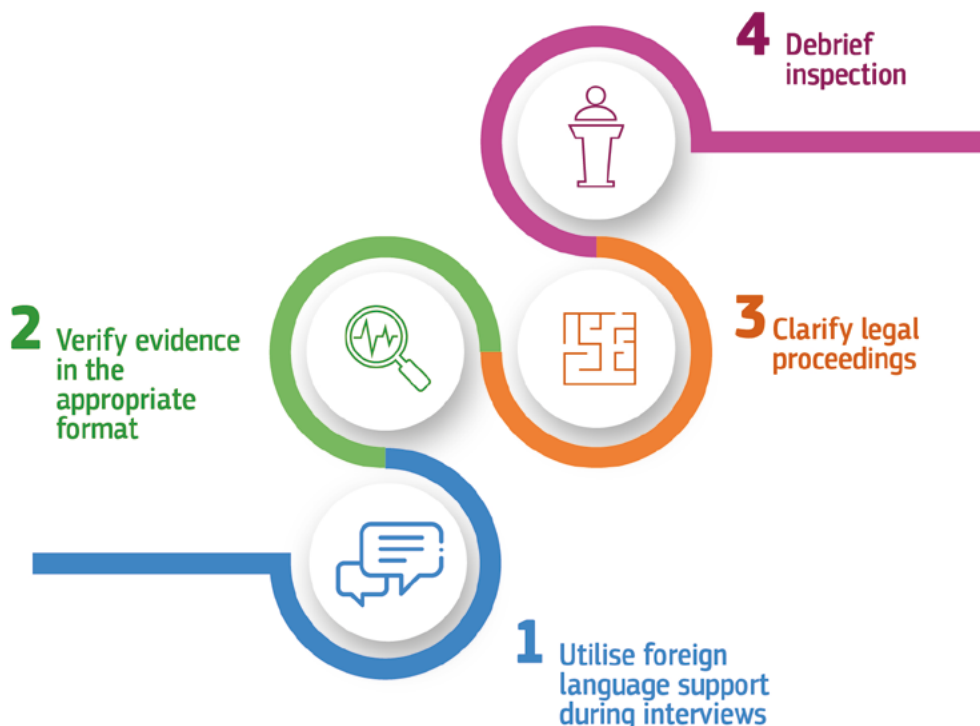 4 Debrief
inspection
2 Verify evidence
in the
appropriate
format
3 Clarify legal
proceedings
1 Utilise foreign
language support
during interviews